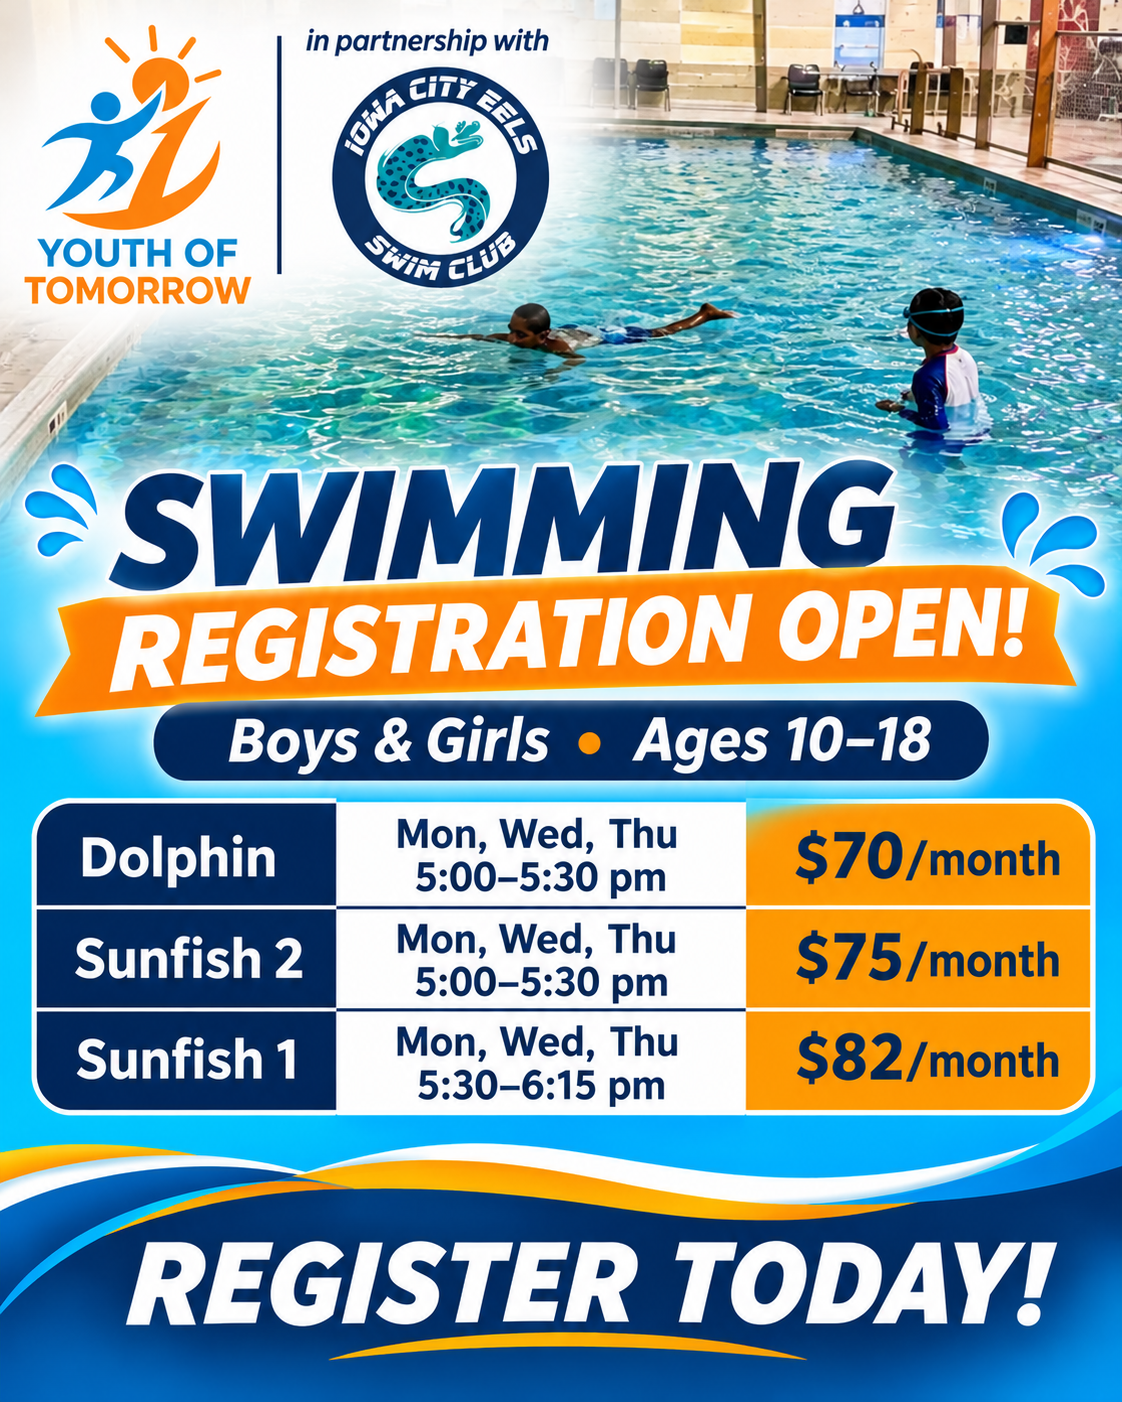 in partnership with
IOWA CITY EELS
SWIM CLUB
YOUTH OF
TOMORROW
SWIMMING
REGISTRATION OPEN!
Boys & Girls • Ages 10–18
Dolphin
Mon, Wed, Thu
5:00–5:30 pm
$70/month
Sunfish 2
Mon, Wed, Thu
5:00–5:30 pm
$75/month
Sunfish 1
Mon, Wed, Thu
5:30–6:15 pm
$82/month
REGISTER TODAY!